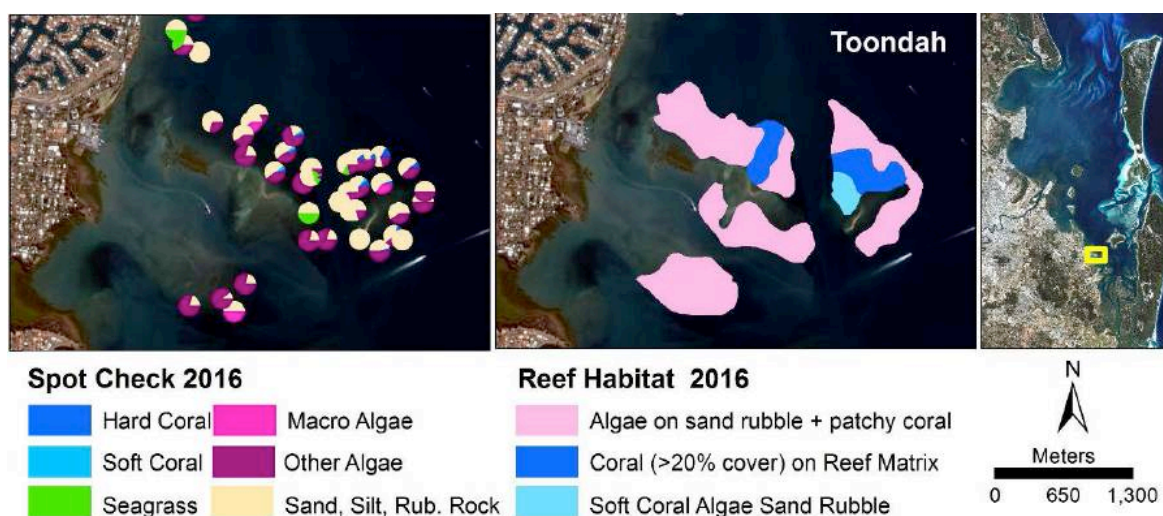 Toondah
Spot Check 2016
Hard Coral
Macro Algae
Soft Coral
Other Algae
Seagrass
Sand, Silt, Rub. Rock
Reef Habitat 2016
Algae on sand rubble + patchy coral
Coral (>20% cover) on Reef Matrix
Soft Coral Algae Sand Rubble
N
Meters
0 650 1,300